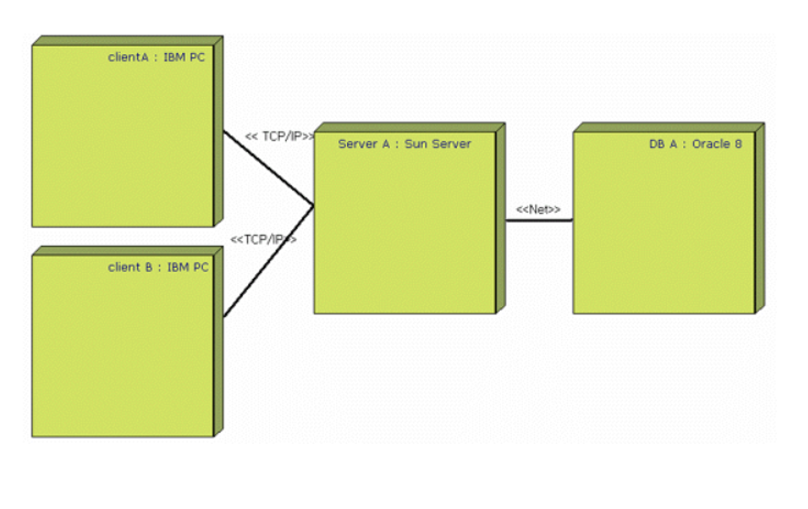 clientA : IBM PC
<< TCP/IP>>
Server A : Sun Server
DB A : Oracle 8
<<Net>>
<<TCP/IP>>
client B : IBM PC